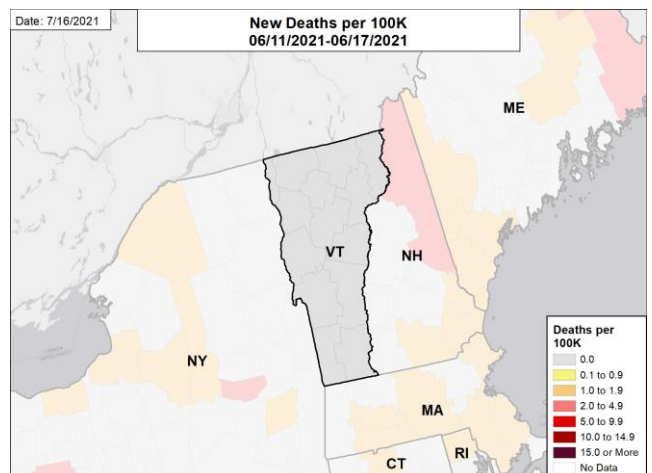 Date: 7/16/2021
New Deaths per 100K
06/11/2021-06/17/2021
ME
VT
NH
NY
MA
CT
RI
Deaths per
100K
0.0
0.1 to 0.9
1.0 to 1.9
2.0 to 4.9
5.0 to 9.9
10.0 to 14.9
15.0 or More
No Data